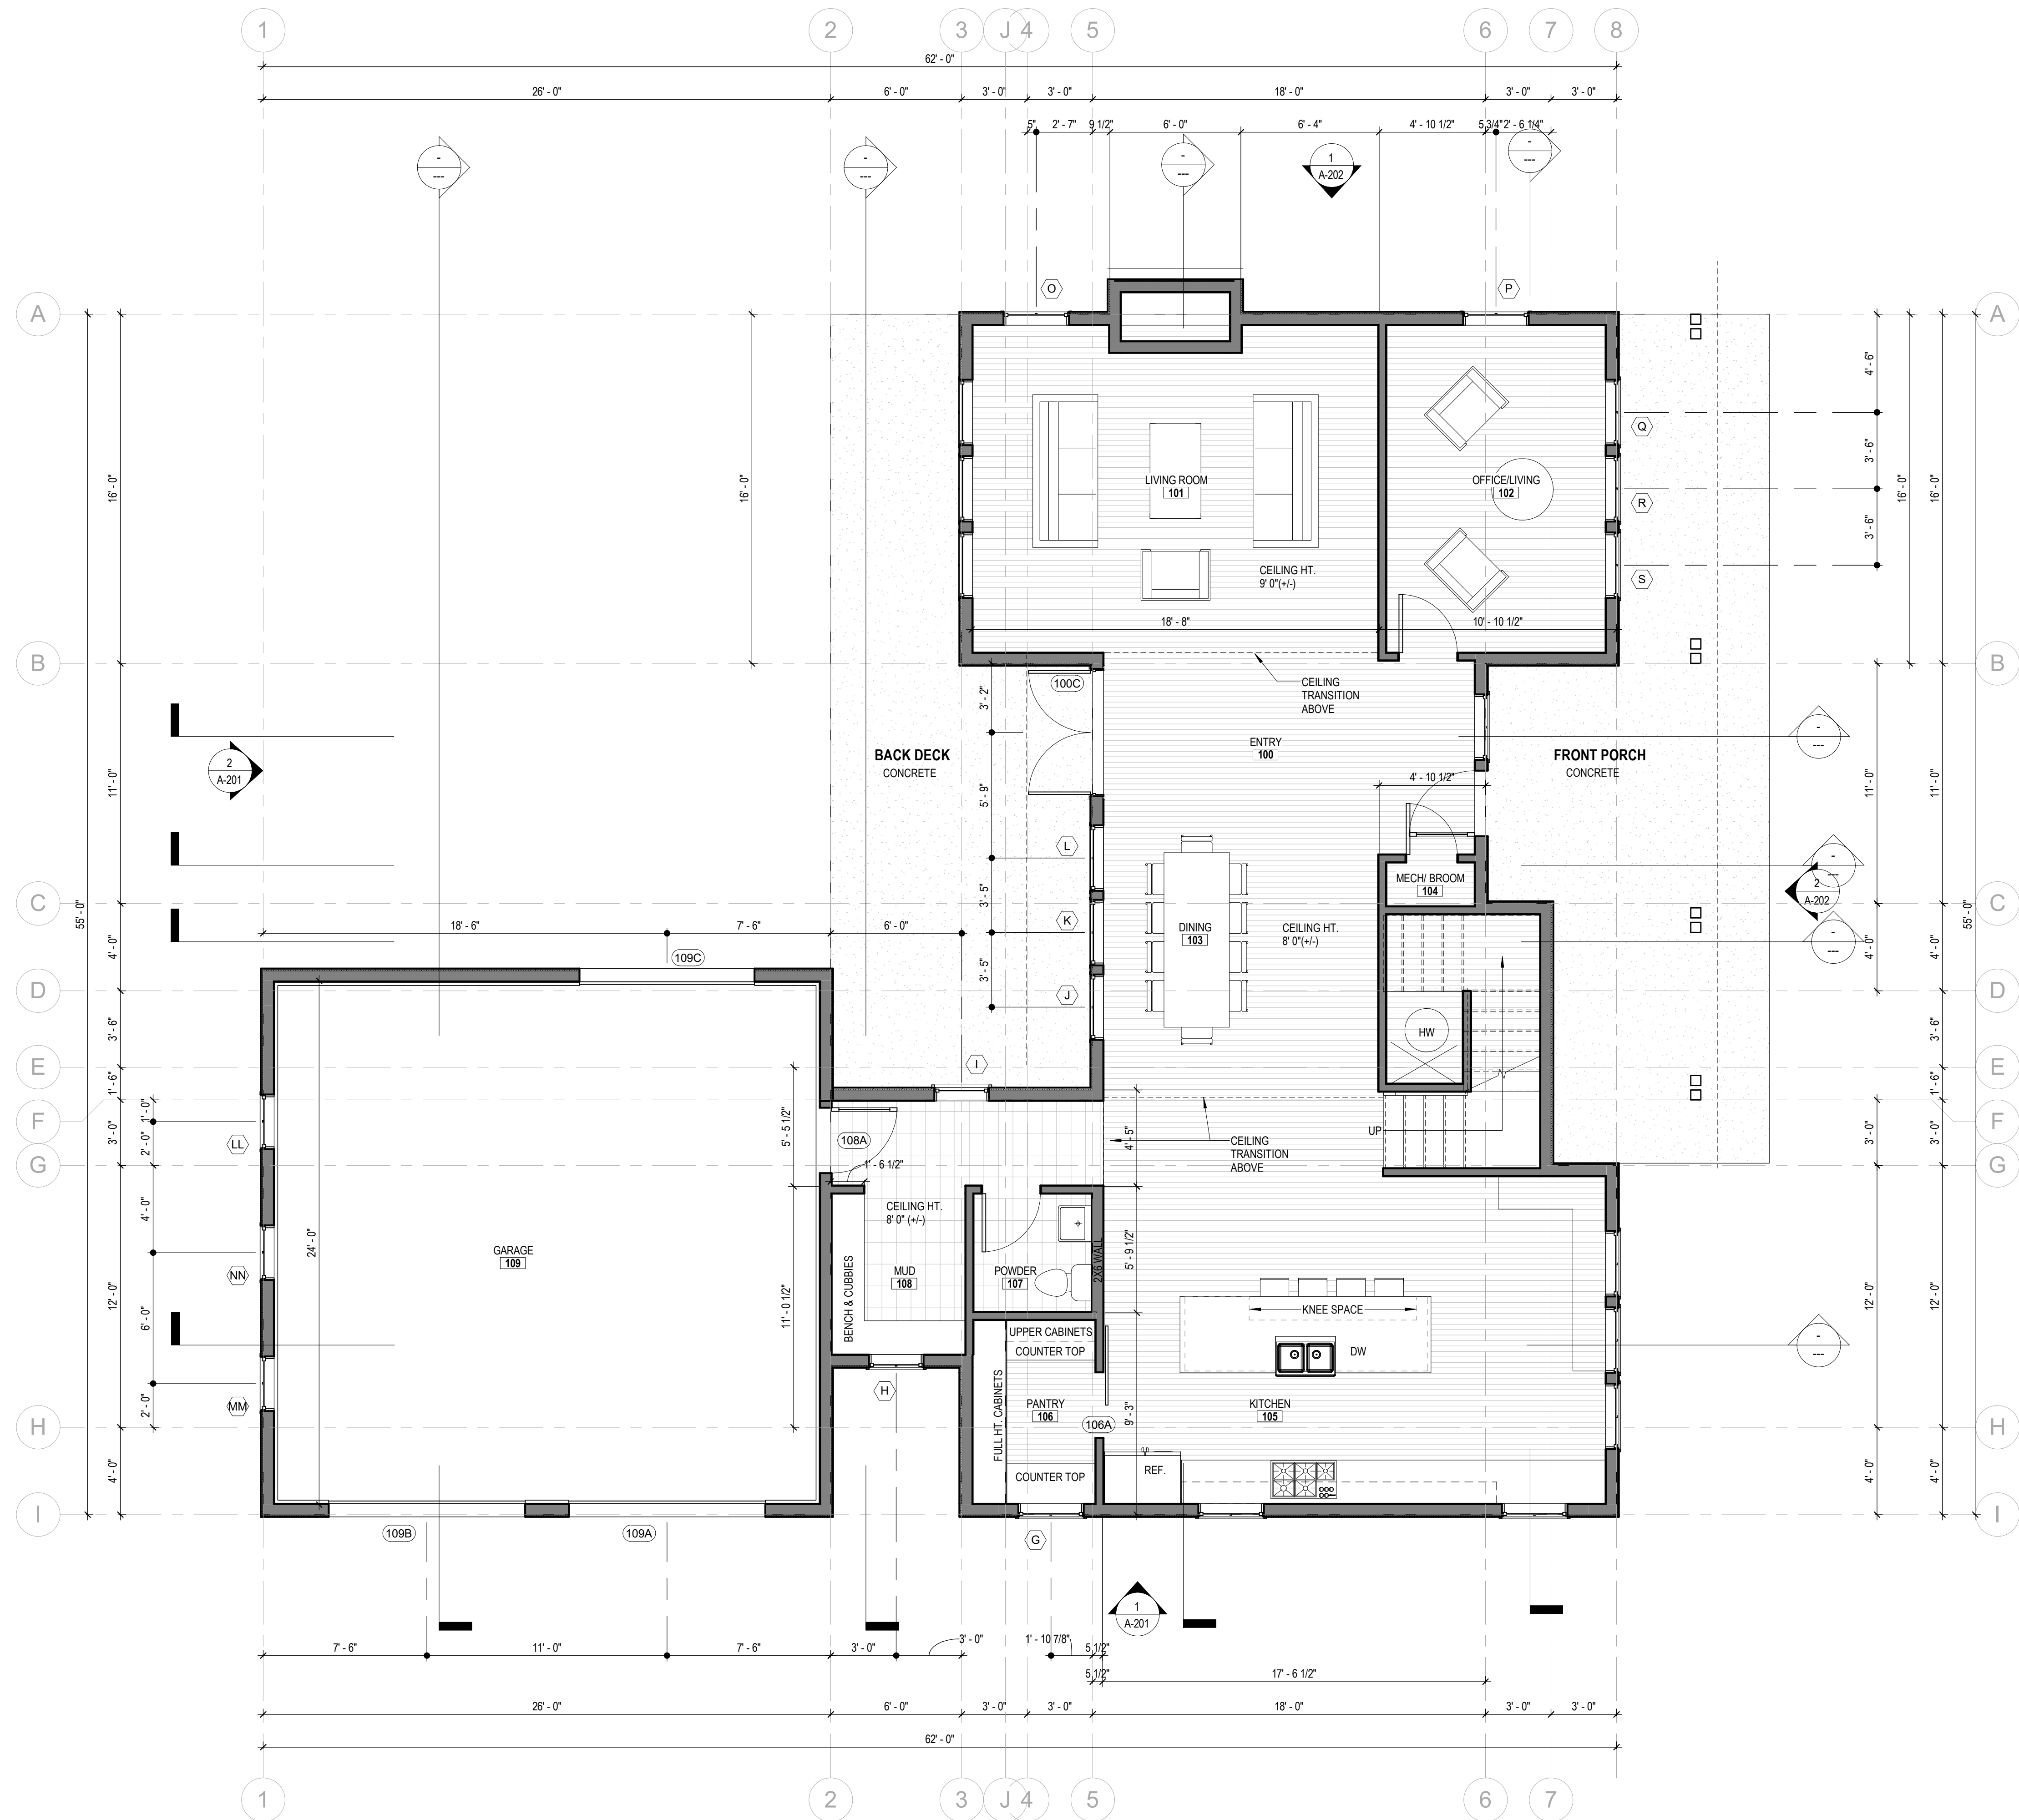 1 2 3 J 4 5 6 7 8
62' - 0"
26' - 0" 6' - 0" 3' - 0" 3' - 0" 18' - 0" 3' - 0" 3' - 0"
5" 2' - 7" 9 1/2" 6' - 0" 6' - 4" 4' - 10 1/2" 5 3/4" 2' - 6 1/4"
- - - 1 -
--- --- --- A-202 ---
O P
A A
4' - 6"
Q
16' - 0" 16' - 0" 3' - 6" 16' - 0" 16' - 0"
LIVING ROOM OFFICE/LIVING
101 102
R
3' - 6"
CEILING HT.
9' 0"(+/-)
S
18' - 8" 10' - 10 1/2"
B B
100C
CEILING
TRANSITION
ABOVE
3' - 2"
ENTRY
100
BACK DECK FRONT PORCH
CONCRETE CONCRETE
-
---
2
A-201
4' - 10 1/2"
11' - 0" 5' - 9" 11' - 0" 11' - 0"
L
-
---
MECH/ BROOM
104
2
A-202
3' - 5"
C C
55' - 0" 55' - 0"
18' - 6" 7' - 6" 6' - 0"
K
DINING
103
CEILING HT.
8' 0"(+/-)
-
---
4' - 0" 4' - 0" 4' - 0"
109C
3' - 5"
D D
J
HW
3' - 6" 3' - 6" 3' - 6"
E E
I
1' - 6" 1' - 6" 1' - 6"
1' - 0"
F F
UP
3' - 0" 2' - 0" 3' - 0" 3' - 0"
LL
108A
5' - 5 1/2"
4' - 5"
CEILING
TRANSITION
ABOVE
G G
1' - 6 1/2"
4' - 0"
CEILING HT.
8' 0" (+/-)
24' - 0"
GARAGE
109
5' - 9 1/2"
2X6 WALL
NN
MUD
108
POWDER
107
BENCH & CUBBIES
12' - 0" 11' - 0 1/2" 12' - 0" 12' - 0"
6' - 0"
KNEE SPACE
UPPER CABINETS
COUNTER TOP
DW
-
---
H
MM
2' - 0"
FULL HT. CABINETS
PANTRY
106
KITCHEN
105
106A
9' - 3"
H H
4' - 0" 4' - 0" 4' - 0"
REF.
COUNTER TOP
I I
109B 109A
G
1
A-201
7' - 6" 11' - 0" 7' - 6" 3' - 0" 3' - 0" 1' - 10 7/8" 5 1/2"
5 1/2" 17' - 6 1/2"
26' - 0" 6' - 0" 3' - 0" 3' - 0" 18' - 0" 3' - 0" 3' - 0"
62' - 0"
1 2 3 J 4 5 6 7